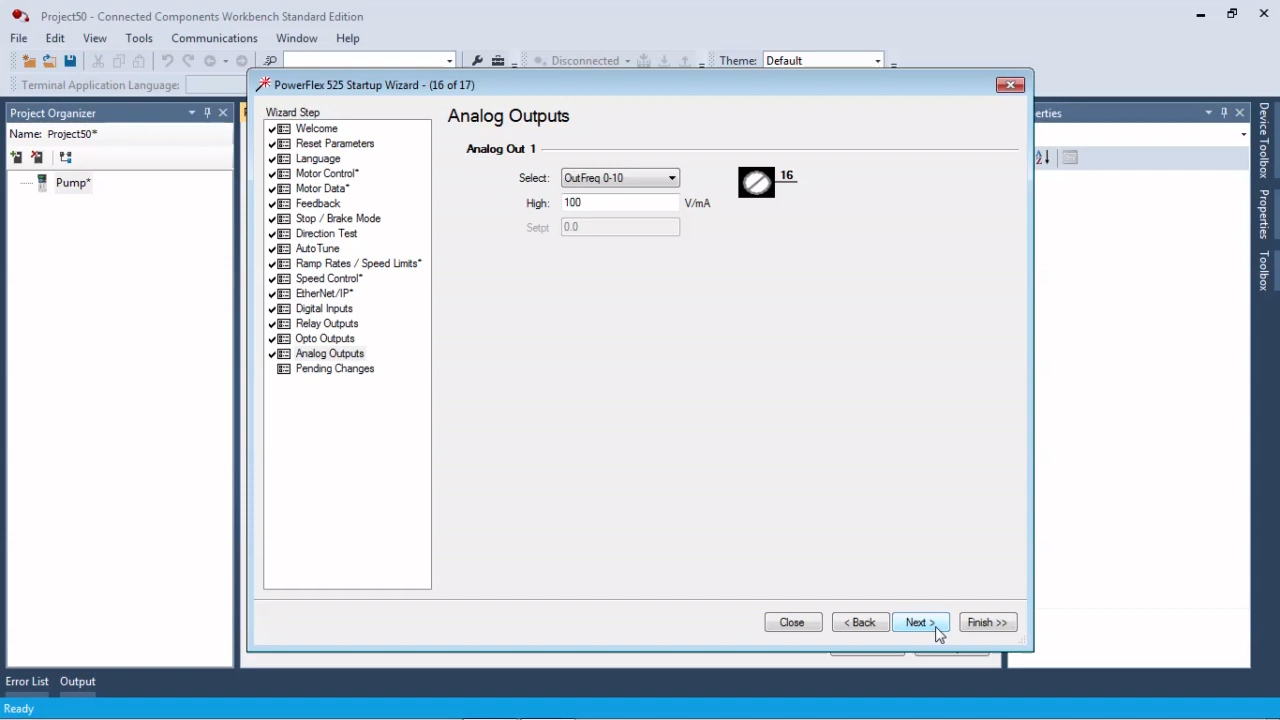 Project50 - Connected Components Workbench Standard Edition
File Edit View Tools Communications Window Help
Disconnected Theme: Default
Terminal Application Language:
PowerFlex 525 Startup Wizard - (16 of 17)
Project Organizer
erties
Name: Project50*
Pump*
Wizard Step
Welcome
Reset Parameters
Language
Motor Control*
Motor Data*
Feedback
Stop / Brake Mode
Direction Test
AutoTune
Ramp Rates / Speed Limits*
Speed Control*
EtherNet/IP*
Digital Inputs
Relay Outputs
Opto Outputs
Analog Outputs
Pending Changes
Analog Outputs
Analog Out 1
Select: OutFreq 0-10
High: 100 V/mA
Setpt 0.0
16
Close < Back Next > Finish >>
Device Toolbox
Properties
Toolbox
Error List Output
Ready